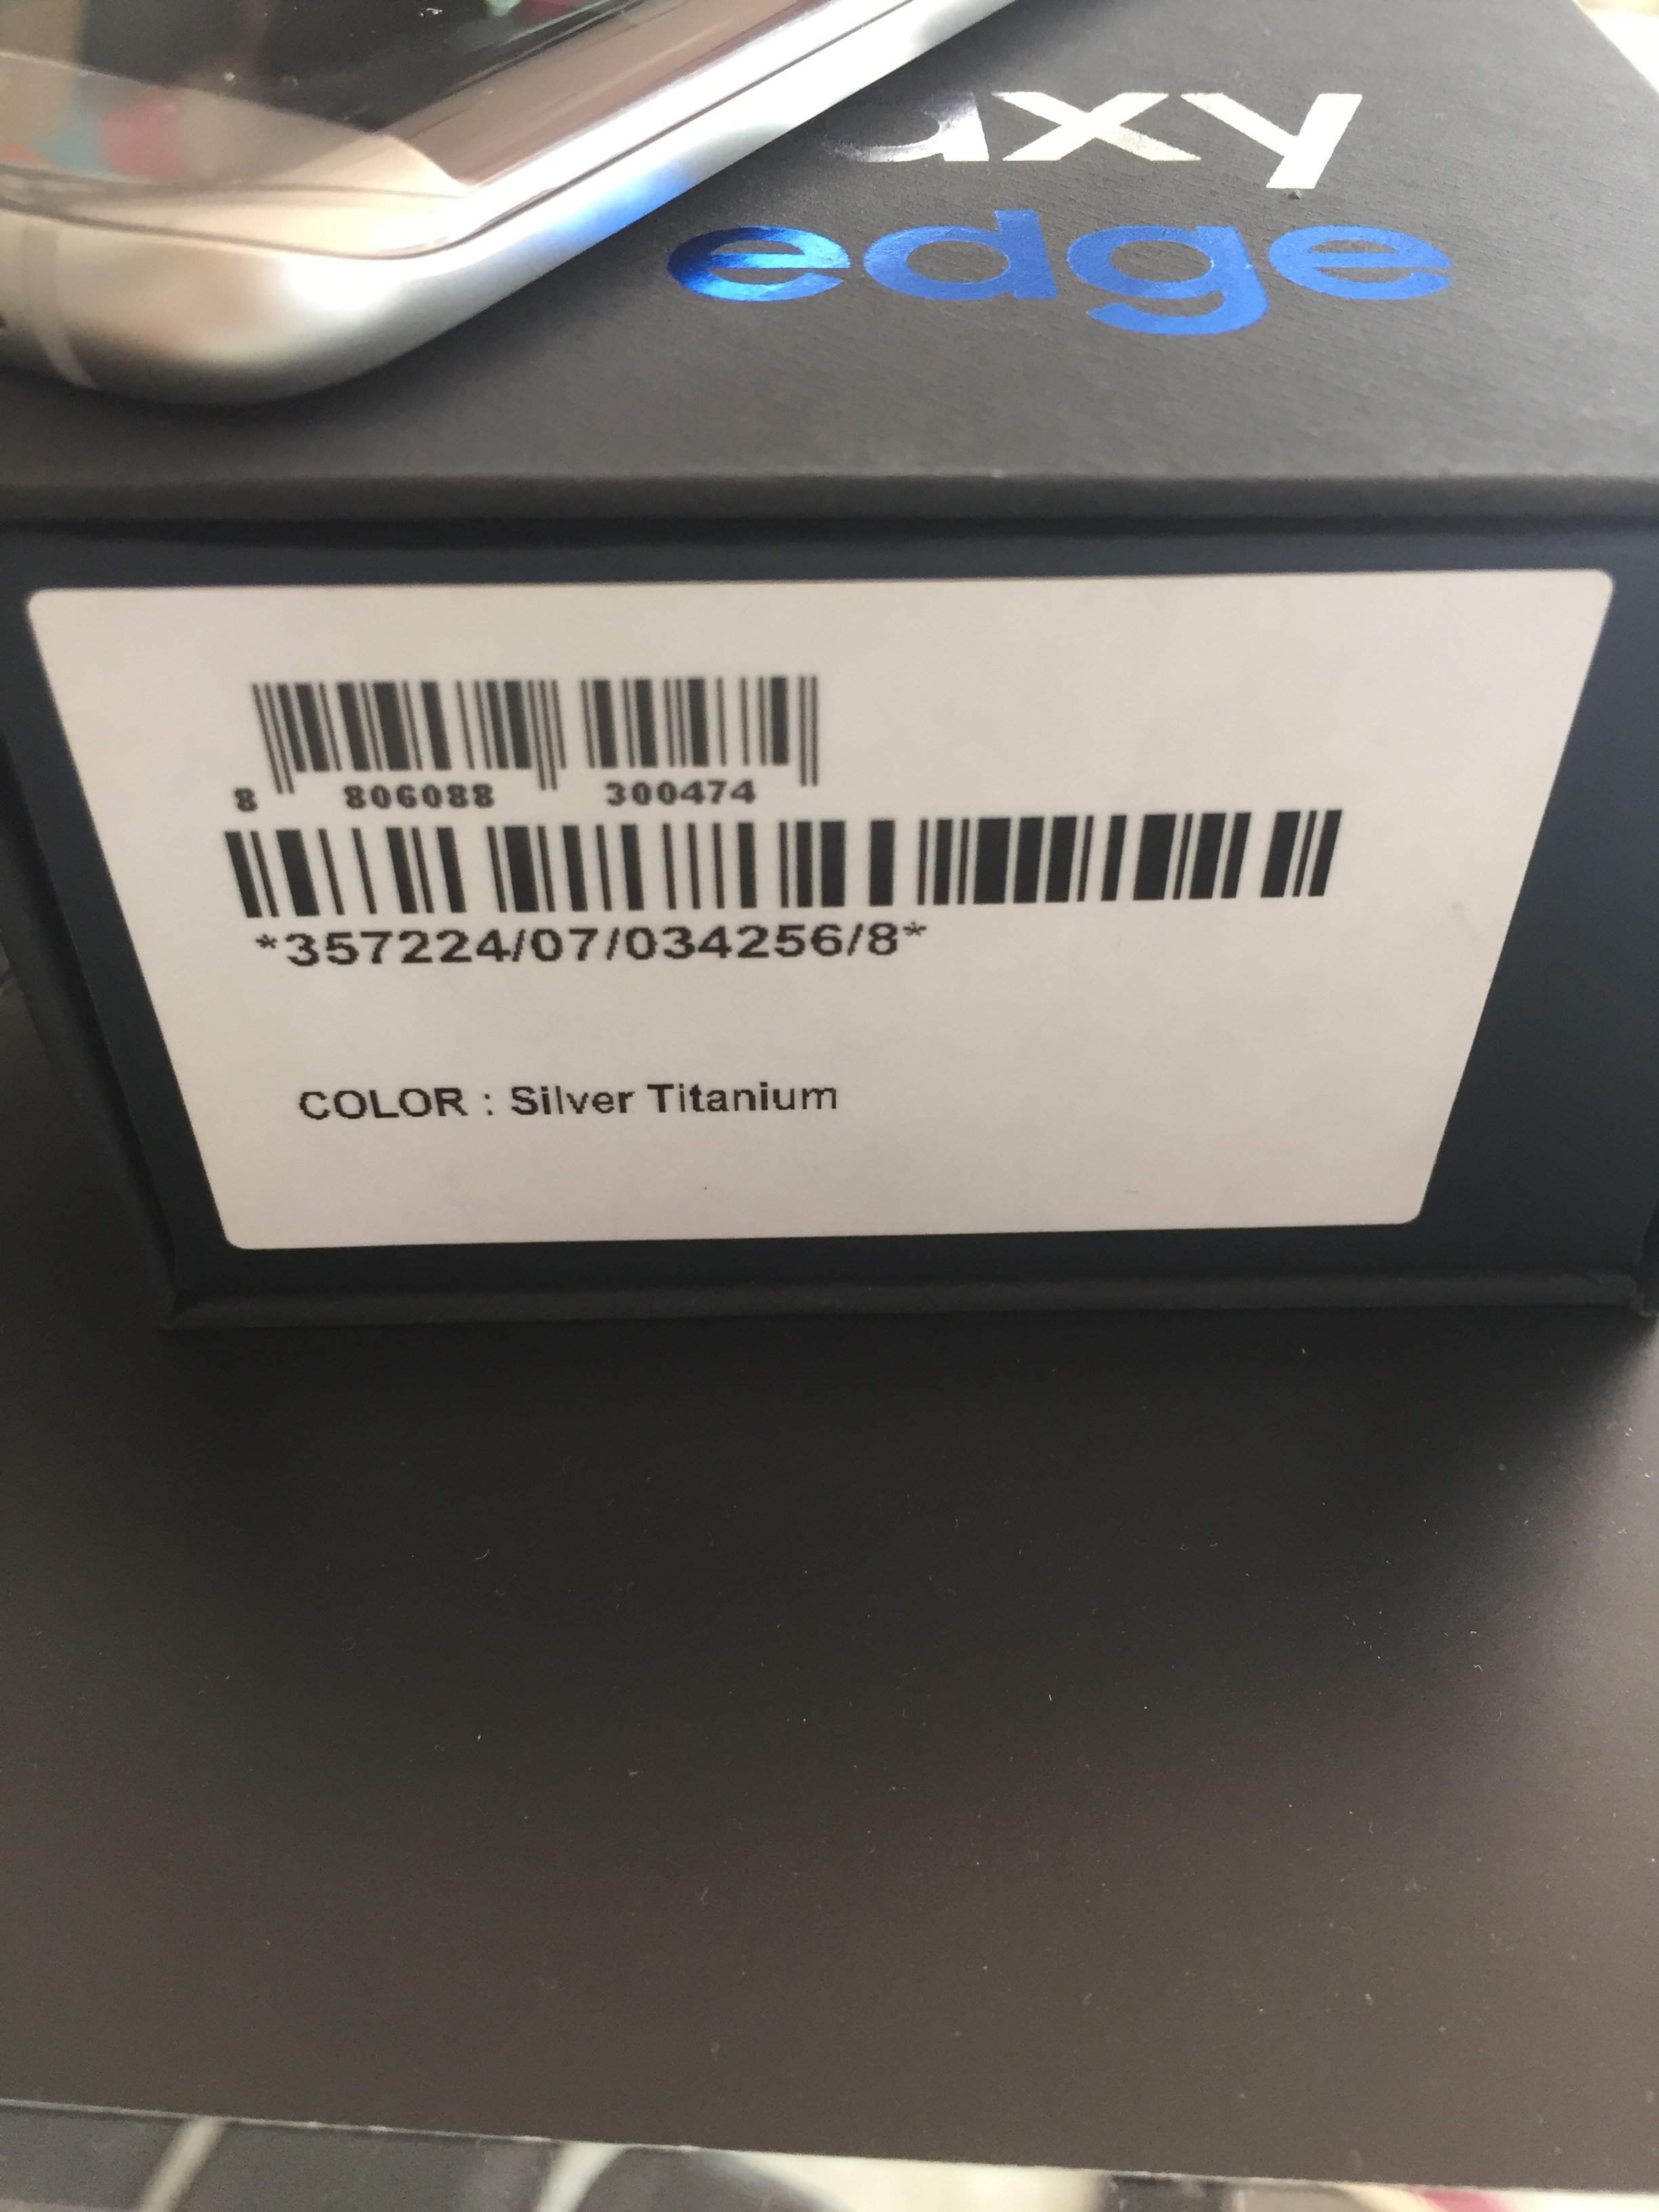 axy
edge
8 806088 300474
*357224/07/034256/8*
COLOR : Silver Titanium